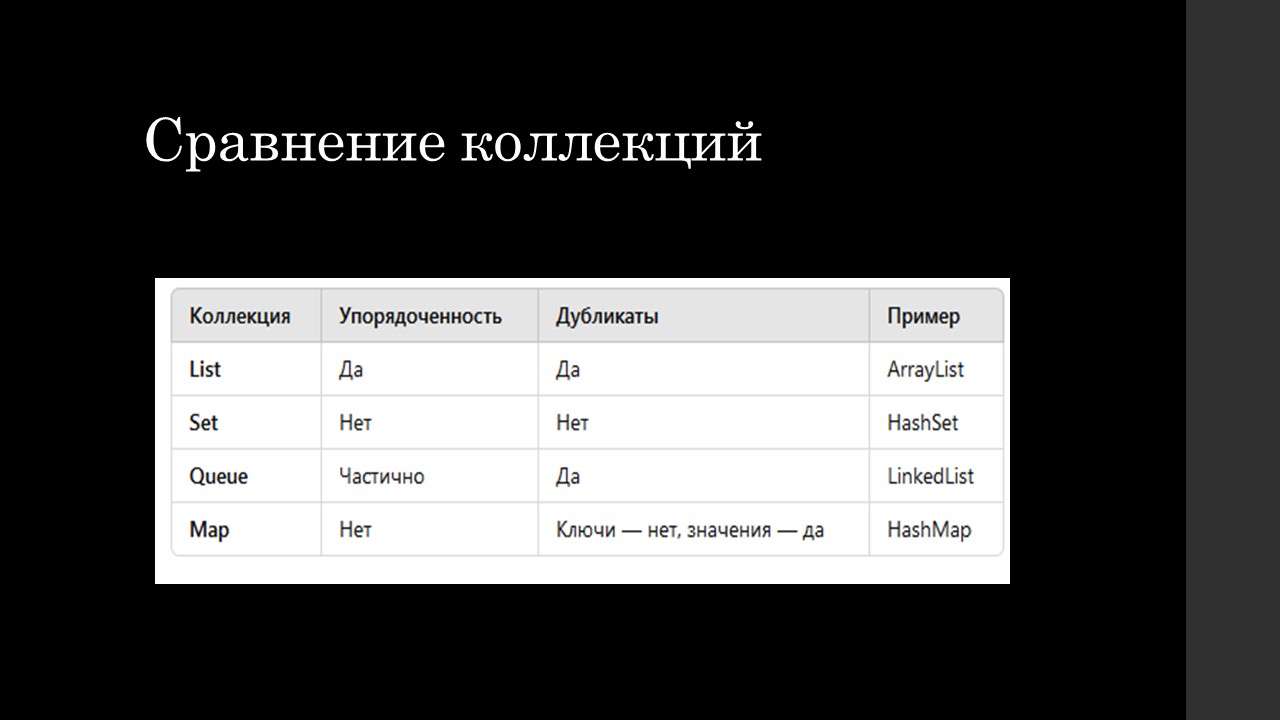 Сравнение коллекций
Коллекция Упорядоченность Дубликаты Пример
List Да Да ArrayList
Set Нет Нет HashSet
Queue Частично Да LinkedList
Map Нет Ключи — нет, значения — да HashMap